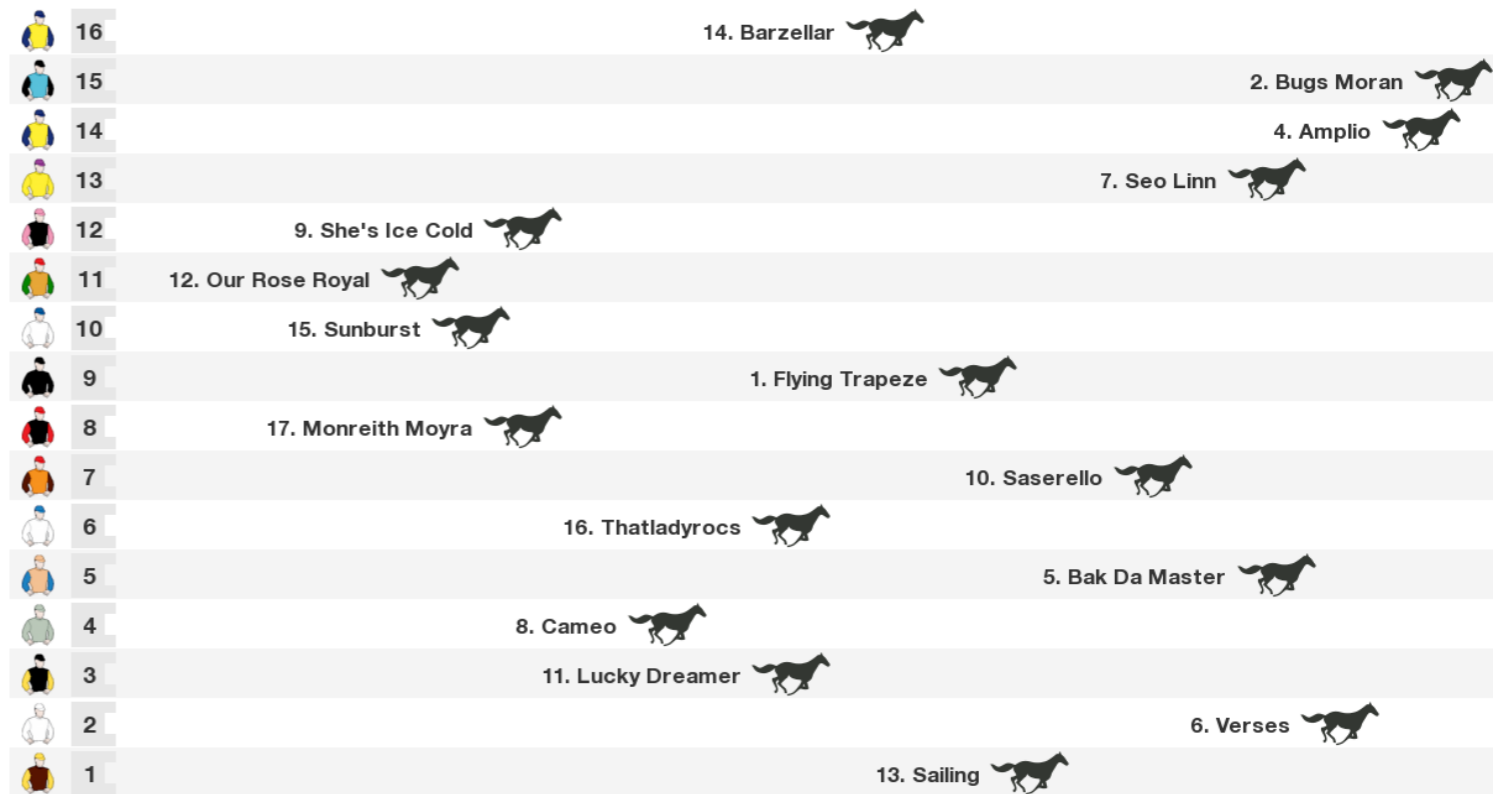 16 14. Barzellar
15 2. Bugs Moran
14 4. Amplio
13 7. Seo Linn
12 9. She's Ice Cold
11 12. Our Rose Royal
10 15. Sunburst
9 1. Flying Trapeze
8 17. Monreith Moyra
7 10. Saserello
6 16. Thatladyrocs
5 5. Bak Da Master
4 8. Cameo
3 11. Lucky Dreamer
2 6. Verses
1 13. Sailing